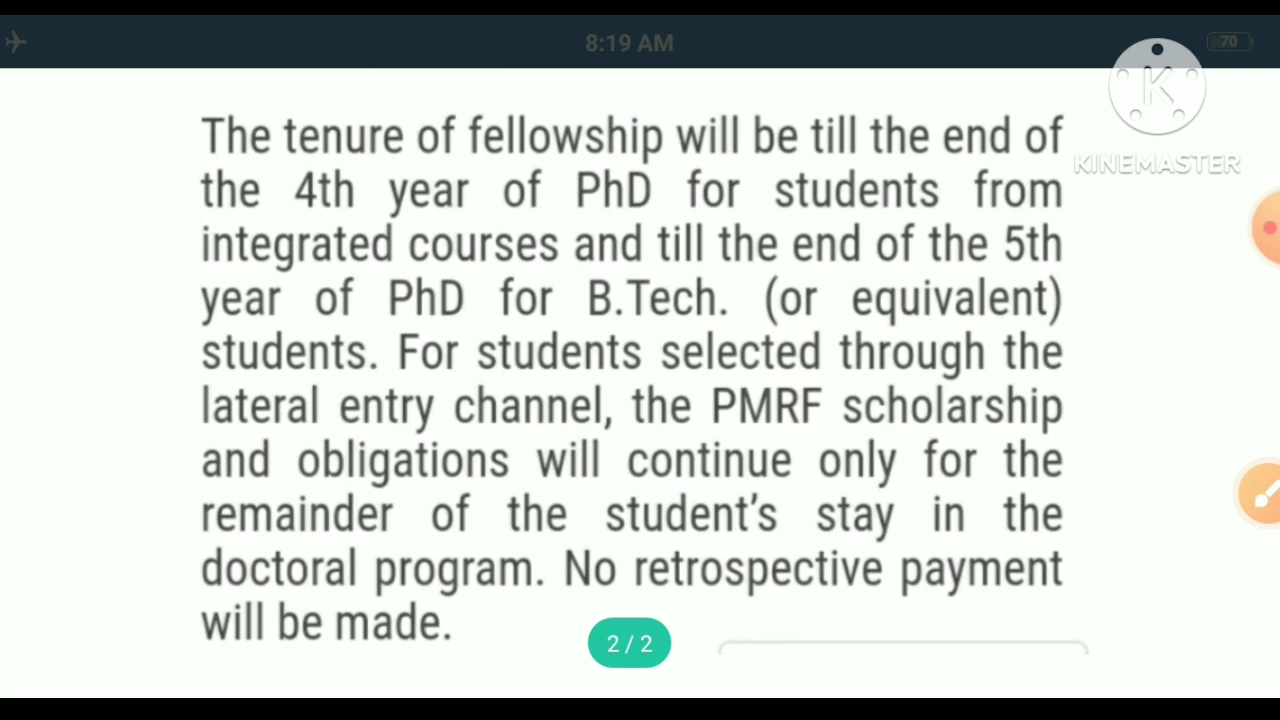 8:19 AM
70
K
KINEMASTER
The tenure of fellowship will be till the end of
the 4th year of PhD for students from
integrated courses and till the end of the 5th
year of PhD for B.Tech. (or equivalent)
students. For students selected through the
lateral entry channel, the PMRF scholarship
and obligations will continue only for the
remainder of the student’s stay in the
doctoral program. No retrospective payment
will be made.
2 / 2